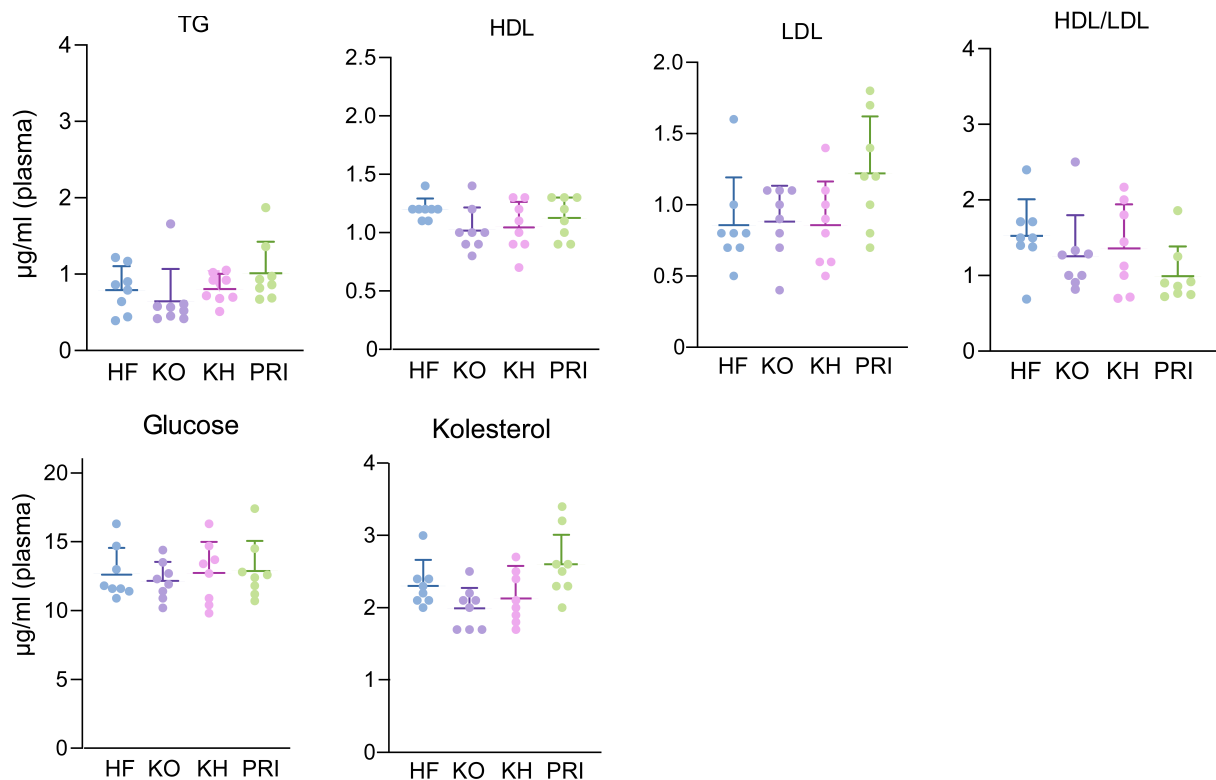 TG
µg/ml (plasma)
4
3
2
1
0
HF KO KH PRI
HDL
2.5
2.0
1.5
1.0
0.5
0
HF KO KH PRI
LDL
2.0
1.5
1.0
0.5
0
HF KO KH PRI
HDL/LDL
4
3
2
1
0
HF KO KH PRI
Glucose
µg/ml (plasma)
20
15
10
5
0
HF KO KH PRI
Kolesterol
4
3
2
1
0
HF KO KH PRI